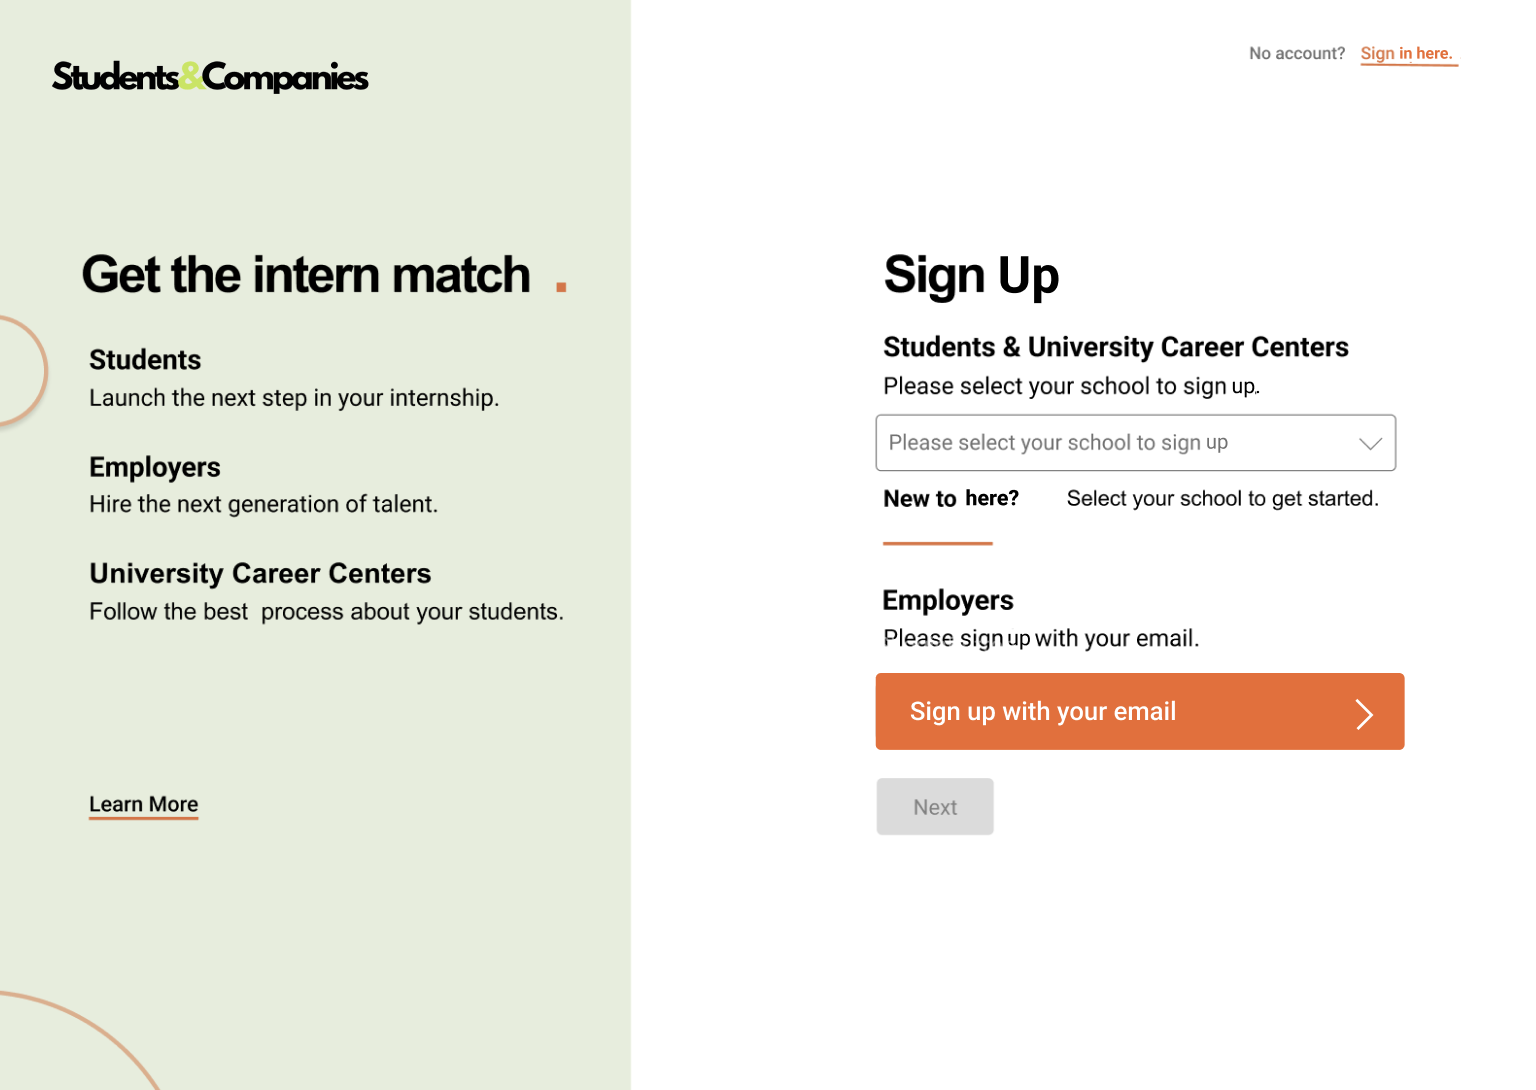 Students&Companies
No account? Sign in here.
Get the intern match .
Students
Launch the next step in your internship.
Employers
Hire the next generation of talent.
University Career Centers
Follow the best process about your students.
Learn More
Sign Up
Students & University Career Centers
Please select your school to sign up.
Please select your school to sign up
New to here? Select your school to get started.
Employers
Please sign up with your email.
Sign up with your email
Next